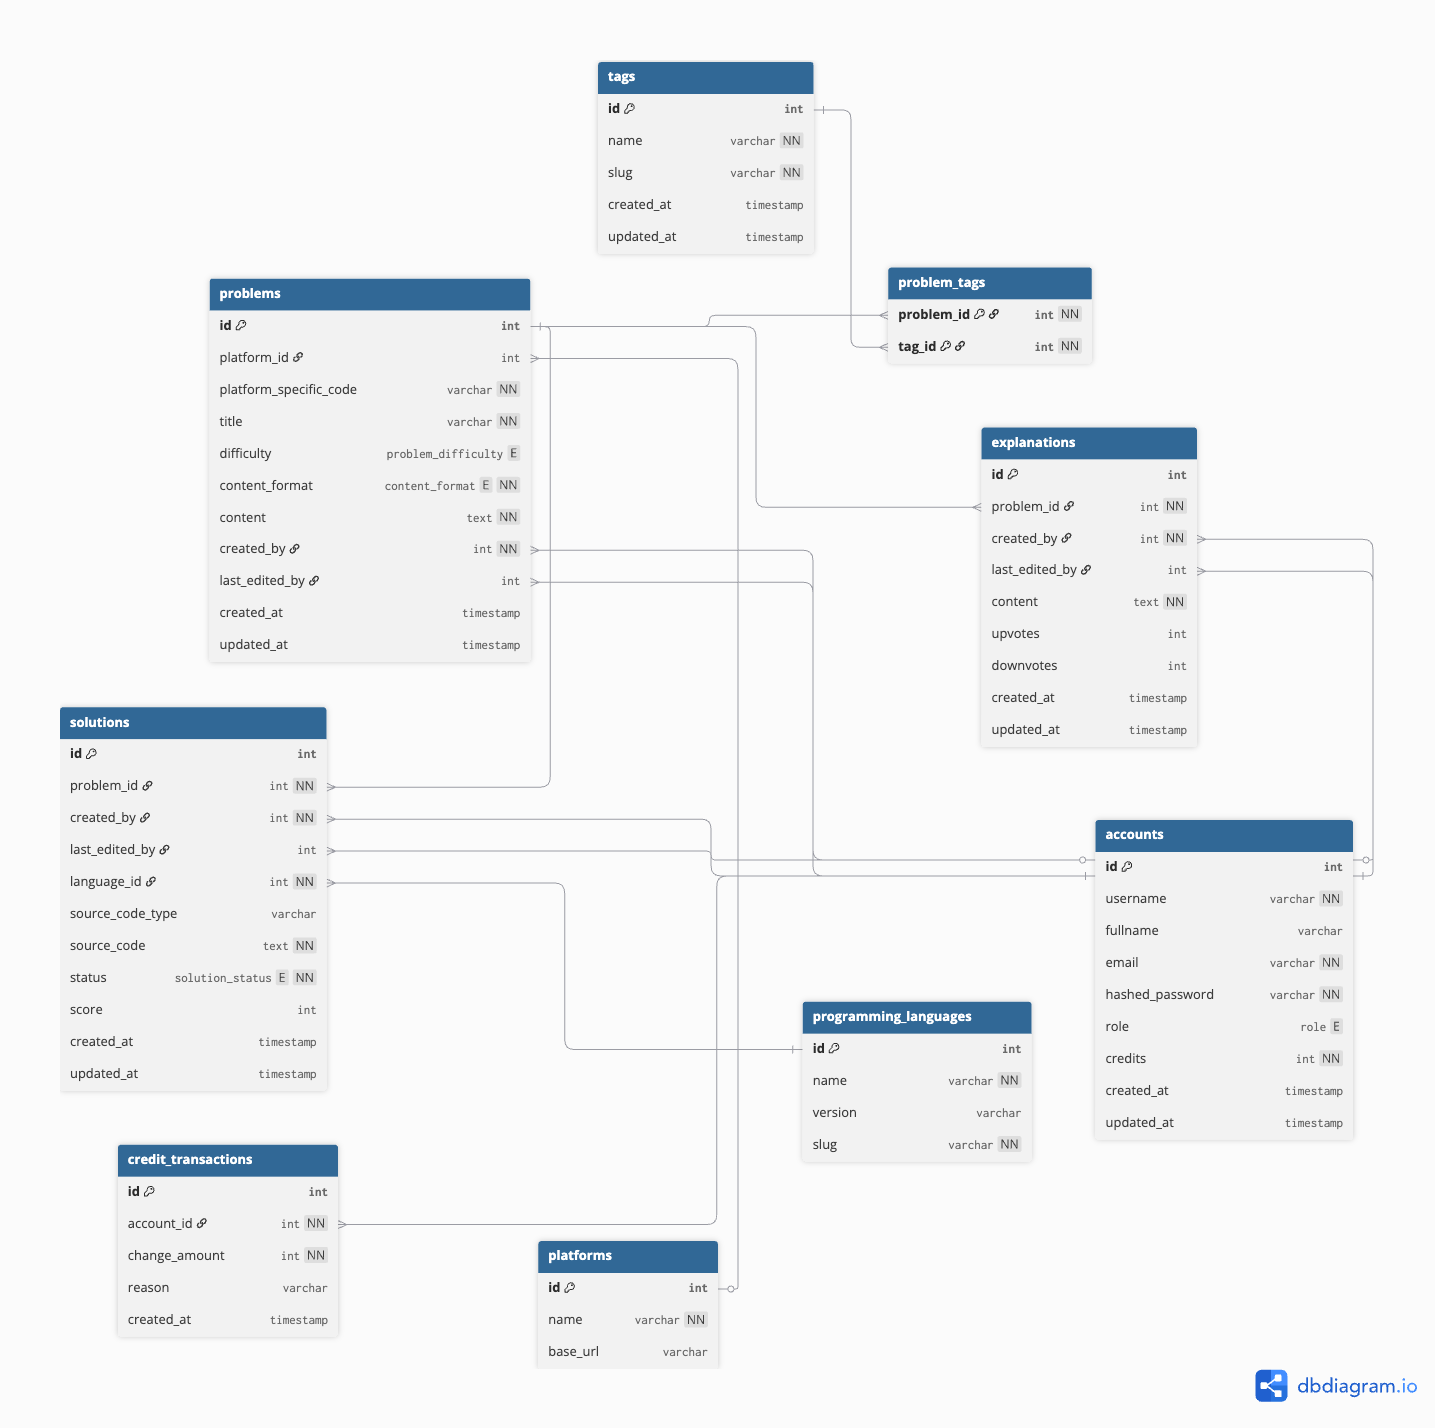 tags
id int
name varchar NN
slug varchar NN
created_at timestamp
updated_at timestamp
problem_tags
problem_id int NN
tag_id int NN
problems
id int
platform_id int
platform_specific_code varchar NN
title varchar NN
difficulty problem_difficulty E
content_format content_format E NN
content text NN
created_by int NN
last_edited_by int
created_at timestamp
updated_at timestamp
explanations
id int
problem_id int NN
created_by int NN
last_edited_by int
content text NN
upvotes int
downvotes int
created_at timestamp
updated_at timestamp
solutions
id int
problem_id int NN
created_by int NN
last_edited_by int
language_id int NN
source_code_type varchar
source_code text NN
status solution_status E NN
score int
created_at timestamp
updated_at timestamp
accounts
id int
username varchar NN
fullname varchar
email varchar NN
hashed_password varchar NN
role role E
credits int NN
created_at timestamp
updated_at timestamp
programming_languages
id int
name varchar NN
version varchar
slug varchar NN
credit_transactions
id int
account_id int NN
change_amount int NN
reason varchar
created_at timestamp
platforms
id int
name varchar NN
base_url varchar
dbdiagram.io